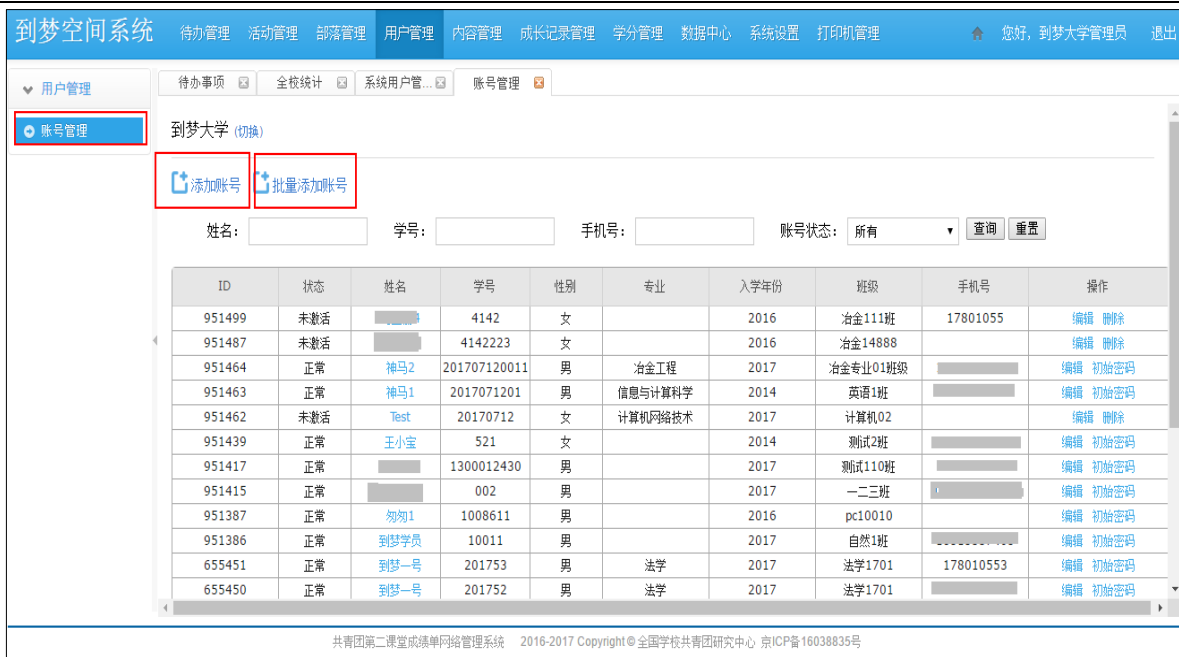 到梦空间系统 待办管理 活动管理 部落管理 用户管理 内容管理 成长记录管理 学分管理 数据中心 系统设置 打印机管理 您好，到梦大学管理员 退出
用户管理 待办事项 全校统计 系统用户管... 账号管理
账号管理
到梦大学 (切换)
添加账号 批量添加账号
姓名： 学号： 手机号： 账号状态： 所有 查询 重置
ID 状态 姓名 学号 性别 专业 入学年份 班级 手机号 操作
951499 未激活 4142 女 2016 冶金111班 17801055 编辑 删除
951487 未激活 4142223 女 2016 冶金14888 编辑 删除
951464 正常 神马2 201707120011 男 冶金工程 2017 冶金专业01班级 编辑 初始密码
951463 正常 神马1 2017071201 男 信息与计算科学 2014 英语1班 编辑 初始密码
951462 未激活 Test 20170712 女 计算机网络技术 2017 计算机02 编辑 删除
951439 正常 王小宝 521 女 2014 测试2班 编辑 初始密码
951417 正常 1300012430 男 2017 测试110班 编辑 初始密码
951415 正常 002 男 2017 一二三班 编辑 初始密码
951387 正常 匆匆1 1008611 男 2016 pc10010 编辑 初始密码
951386 正常 到梦学员 10011 男 2017 自然1班 编辑 初始密码
655451 正常 到梦一号 201753 男 法学 2017 法学1701 178010553 编辑 初始密码
655450 正常 到梦一号 201752 男 法学 2017 法学1701 编辑 初始密码
共青团第二课堂成绩单网络管理系统 2016-2017 Copyright © 全国学校共青团研究中心 京ICP备16038835号